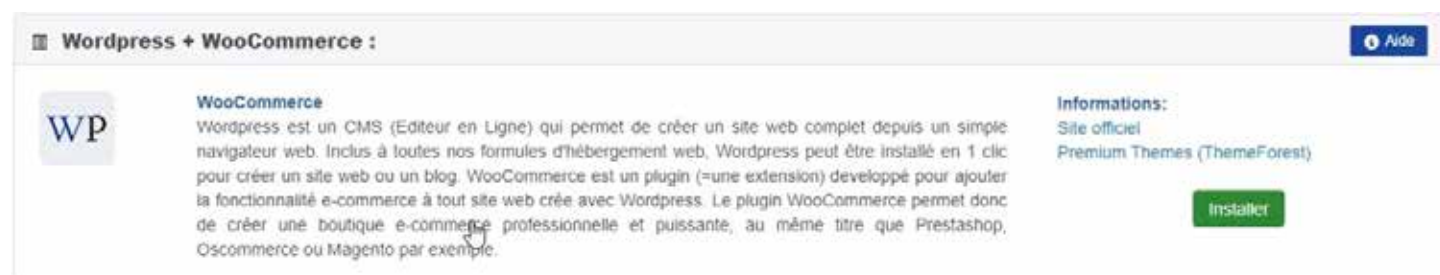 Wordpress + WooCommerce :
Aide
WP
WooCommerce
Wordpress est un CMS (Editeur en Ligne) qui permet de créer un site web complet depuis un simple
navigateur web. Inclus à toutes nos formules d'hébergement web, Wordpress peut être installé en 1 clic
pour créer un site web ou un blog. WooCommerce est un plugin (=une extension) developpé pour ajouter
la fonctionnalité e-commerce à tout site web crée avec Wordpress. Le plugin WooCommerce permet donc
de créer une boutique e-commerce professionnelle et puissante, au même titre que Prestashop,
Oscommerce ou Magento par exemple.
Informations:
Site officiel
Premium Themes (ThemeForest)
Installer